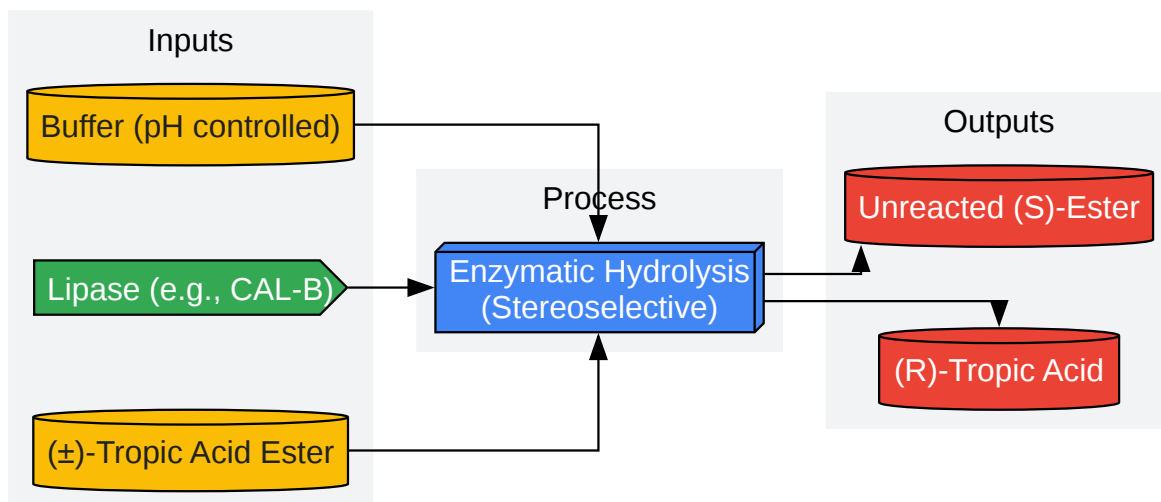 Inputs
Buffer (pH controlled)
Lipase (e.g., CAL-B)
(±)-Tropic Acid Ester
Process
Enzymatic Hydrolysis
(Stereoselective)
Outputs
Unreacted (S)-Ester
(R)-Tropic Acid